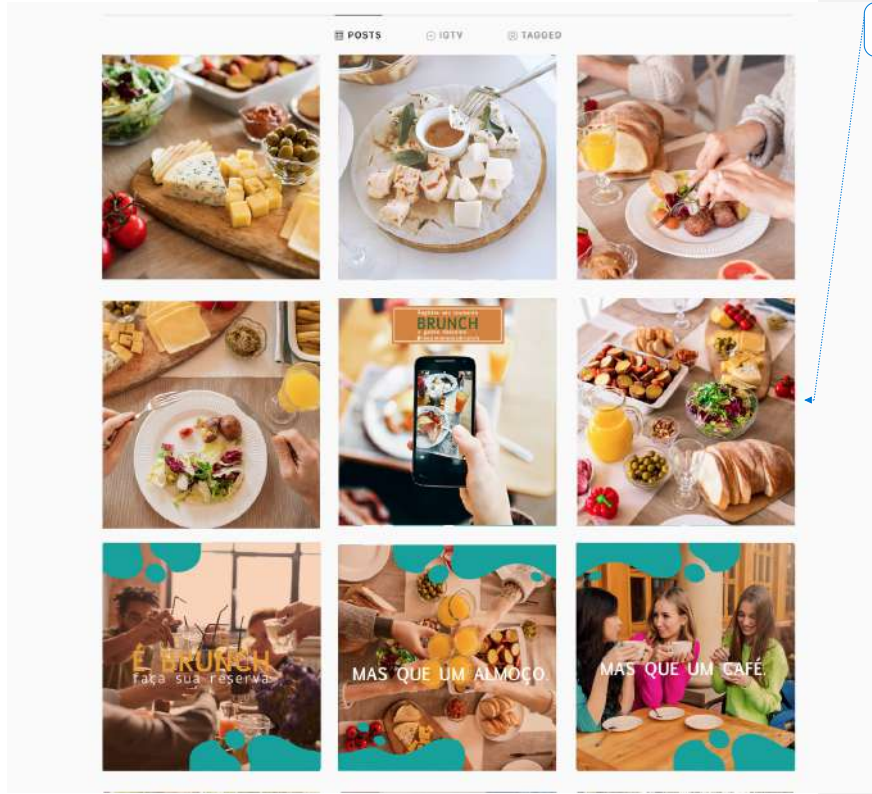 POSTS
IGTV
TAGGED
BRUNCH
É BRUNCH
faça sua reserva
MAS QUE UM ALMOÇO.
MAS QUE UM CAFÉ.